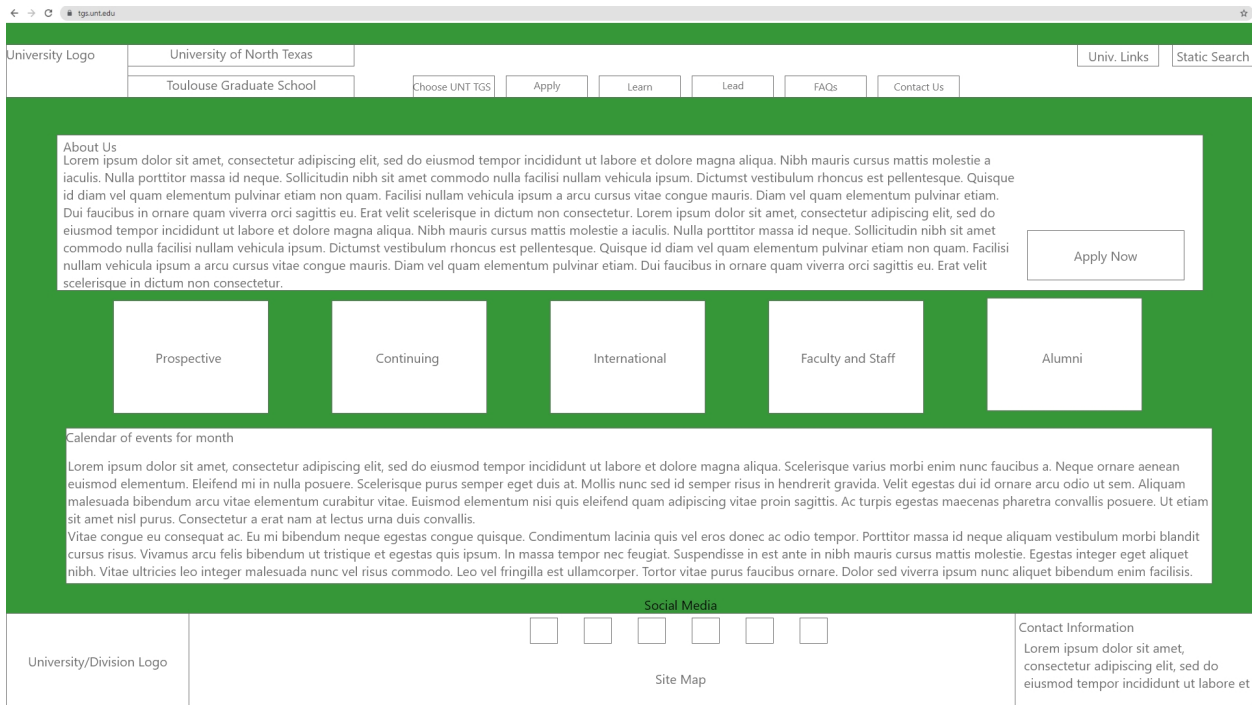 tgs.unt.edu
University Logo
University of North Texas
Univ. Links
Static Search
Toulouse Graduate School
Choose UNT TGS
Apply
Learn
Lead
FAQs
Contact Us
About Us
Lorem ipsum dolor sit amet, consectetur adipiscing elit, sed do eiusmod tempor incididunt ut labore et dolore magna aliqua. Nibh mauris cursus mattis molestie a
iaculis. Nulla porttitor massa id neque. Sollicitudin nibh sit amet commodo nulla facilisi nullam vehicula ipsum. Dictumst vestibulum rhoncus est pellentesque. Quisque
id diam vel quam elementum pulvinar etiam non quam. Facilisi nullam vehicula ipsum a arcu cursus vitae congue mauris. Diam vel quam elementum pulvinar etiam.
Dui faucibus in ornare quam viverra orci sagittis eu. Erat velit scelerisque in dictum non consectetur. Lorem ipsum dolor sit amet, consectetur adipiscing elit, sed do
eiusmod tempor incididunt ut labore et dolore magna aliqua. Nibh mauris cursus mattis molestie a iaculis. Nulla porttitor massa id neque. Sollicitudin nibh sit amet
commodo nulla facilisi nullam vehicula ipsum. Dictumst vestibulum rhoncus est pellentesque. Quisque id diam vel quam elementum pulvinar etiam non quam. Facilisi
nullam vehicula ipsum a arcu cursus vitae congue mauris. Diam vel quam elementum pulvinar etiam. Dui faucibus in ornare quam viverra orci sagittis eu. Erat velit
scelerisque in dictum non consectetur.
Apply Now
Prospective
Continuing
International
Faculty and Staff
Alumni
Calendar of events for month
Lorem ipsum dolor sit amet, consectetur adipiscing elit, sed do eiusmod tempor incididunt ut labore et dolore magna aliqua. Scelerisque varius morbi enim nunc faucibus a. Neque ornare aenean
euismod elementum. Eleifend mi in nulla posuere. Scelerisque purus semper eget duis at. Mollis nunc sed id semper risus in hendrerit gravida. Velit egestas dui id ornare arcu odio ut sem. Aliquam
malesuada bibendum arcu vitae elementum curabitur vitae. Euismod elementum nisi quis eleifend quam adipiscing vitae proin sagittis. Ac turpis egestas maecenas pharetra convallis posuere. Ut etiam
sit amet nisl purus. Consectetur a erat nam at lectus urna duis convallis.
Vitae congue eu consequat ac. Eu mi bibendum neque egestas congue quisque. Condimentum lacinia quis vel eros donec ac odio tempor. Porttitor massa id neque aliquam vestibulum morbi blandit
cursus risus. Vivamus arcu felis bibendum ut tristique et egestas quis ipsum. In massa tempor nec feugiat. Suspendisse in est ante in nibh mauris cursus mattis molestie. Egestas integer eget aliquet
nibh. Vitae ultricies leo integer malesuada nunc vel risus commodo. Leo vel fringilla est ullamcorper. Tortor vitae purus faucibus ornare. Dolor sed viverra ipsum nunc aliquet bibendum enim facilisis.
Social Media
University/Division Logo
Site Map
Contact Information
Lorem ipsum dolor sit amet,
consectetur adipiscing elit, sed do
eiusmod tempor incididunt ut labore et